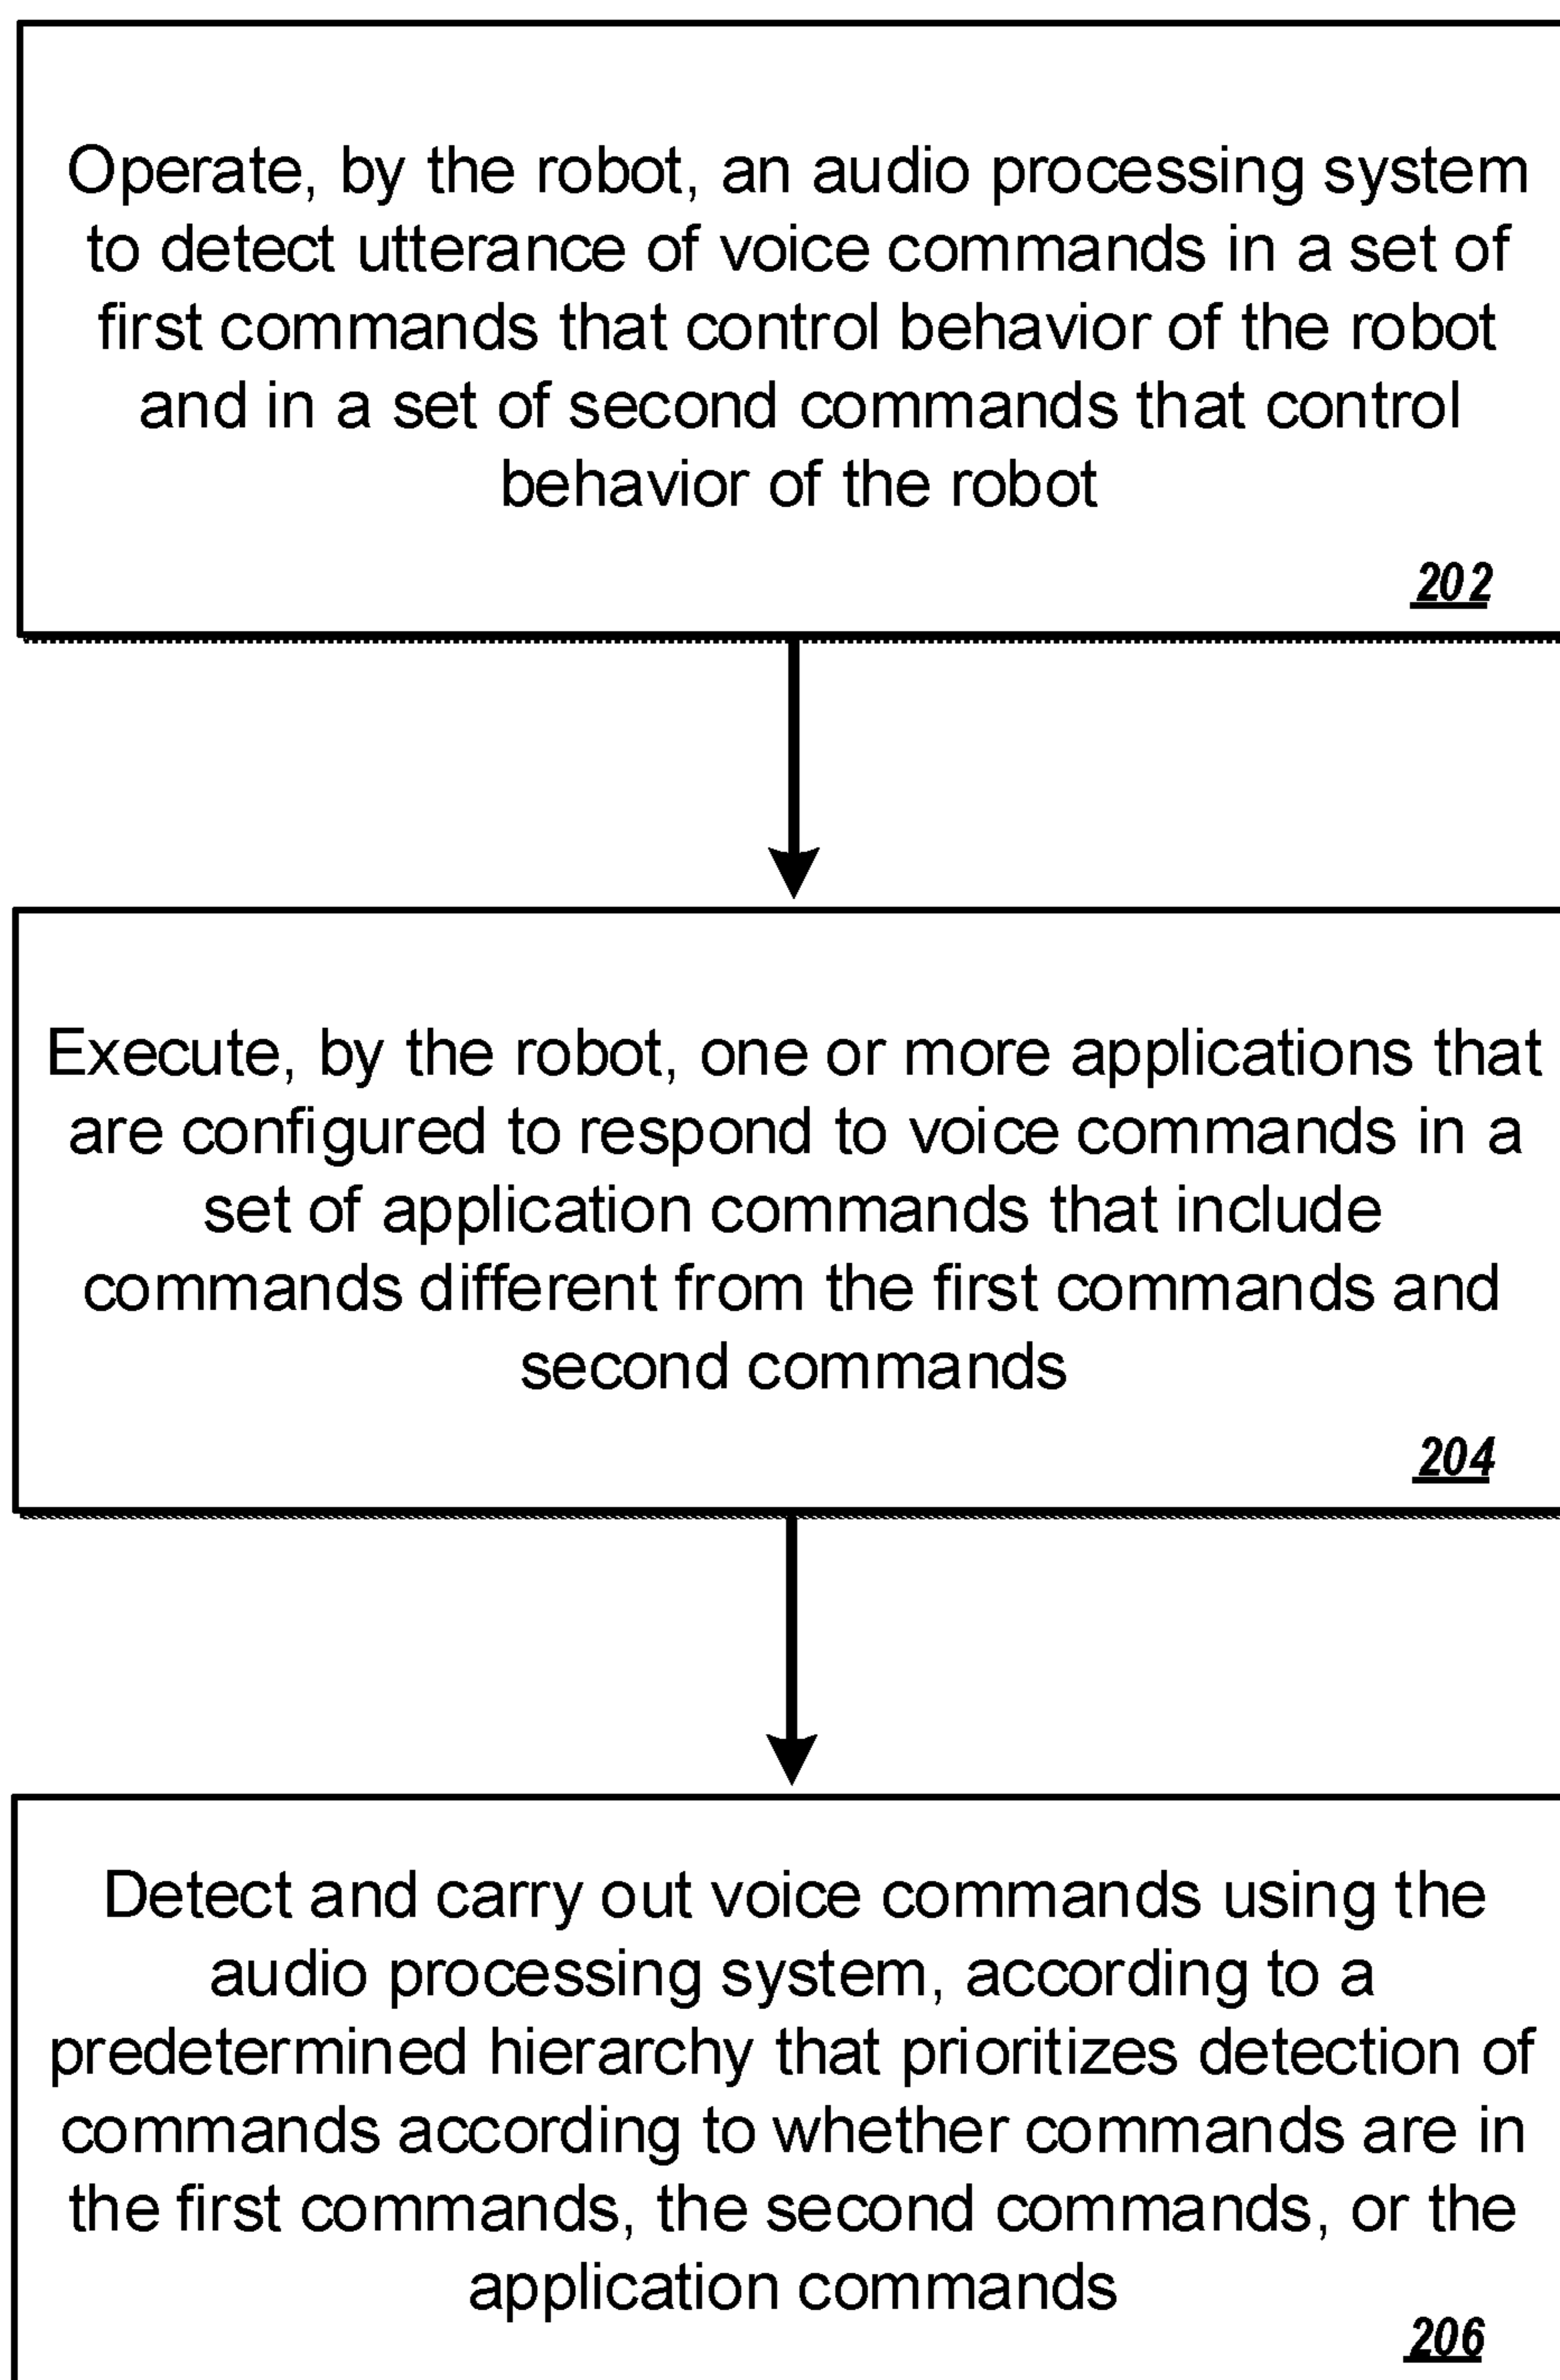 Operate, by the robot, an audio processing system
to detect utterance of voice commands in a set of
first commands that control behavior of the robot
and in a set of second commands that control
behavior of the robot
202
Execute, by the robot, one or more applications that
are configured to respond to voice commands in a
set of application commands that include
commands different from the first commands and
second commands
204
Detect and carry out voice commands using the
audio processing system, according to a
predetermined hierarchy that prioritizes detection of
commands according to whether commands are in
the first commands, the second commands, or the
application commands
206